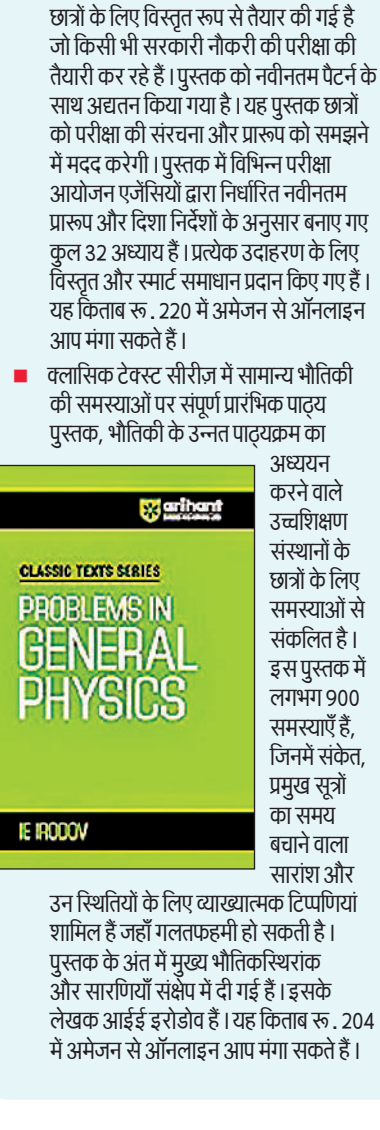 छात्रों के लिए विस्तृत रूप से तैयार की गई है
जो किसी भी सरकारी नौकरी की परीक्षा की
तैयारी कर रहे हैं। पुस्तक को नवीनतम पैटर्न के
साथ अद्यतन किया गया है। यह पुस्तक छात्रों
को परीक्षा की संरचना और प्रारूप को समझने
में मदद करेगी। पुस्तक में विभिन्न परीक्षा
आयोजन एजेंसियों द्वारा निर्धारित नवीनतम
प्रारूप और दिशा निर्देशों के अनुसार बनाए गए
कुल 32 अध्याय हैं। प्रत्येक उदाहरण के लिए
विस्तृत और स्मार्ट समाधान प्रदान किए गए हैं।
यह किताब रू. 220 में अमेजन से ऑनलाइन
आप मंगा सकते हैं।
क्लासिक टेक्स्ट सीरीज़ में सामान्य भौतिकी
की समस्याओं पर संपूर्ण प्रारंभिक पाठ्य
पुस्तक, भौतिकी के उन्नत पाठ्यक्रम का
अध्ययन
करने वाले
उच्चशिक्षण
संस्थानों के
छात्रों के लिए
समस्याओं से
संकलित है।
इस पुस्तक में
लगभग 900
समस्याएँ हैं,
जिनमें संकेत,
प्रमुख सूत्रों
का समय
बचाने वाला
सारांश और
उन स्थितियों के लिए व्याख्यात्मक टिप्पणियां
शामिल हैं जहाँ गलतफहमी हो सकती है।
पुस्तक के अंत में मुख्य भौतिकस्थिरांक
और सारणियाँ संक्षेप में दी गई हैं। इसके
लेखक आईई इरोडोव हैं। यह किताब रू. 204
में अमेजन से ऑनलाइन आप मंगा सकते हैं।
arihant
CLASSIC TEXTS SERIES
PROBLEMS IN
GENERAL
PHYSICS
IE IRODOV